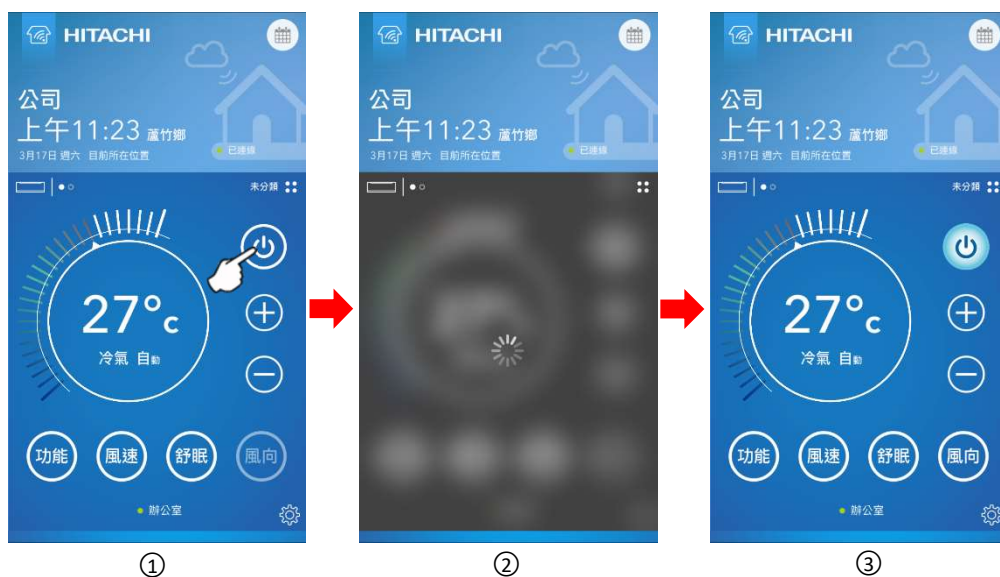 HITACHI
公司
上午11:23 蘆竹鄉
3月17日 週六 目前所在位置
已連線
未分類
27°c
冷氣 自動
功能 風速 舒眠 風向
辦公室
①
HITACHI
公司
上午11:23 蘆竹鄉
3月17日 週六 目前所在位置
已連線
②
HITACHI
公司
上午11:23 蘆竹鄉
3月17日 週六 目前所在位置
已連線
未分類
27°c
冷氣 自動
功能 風速 舒眠 風向
辦公室
③